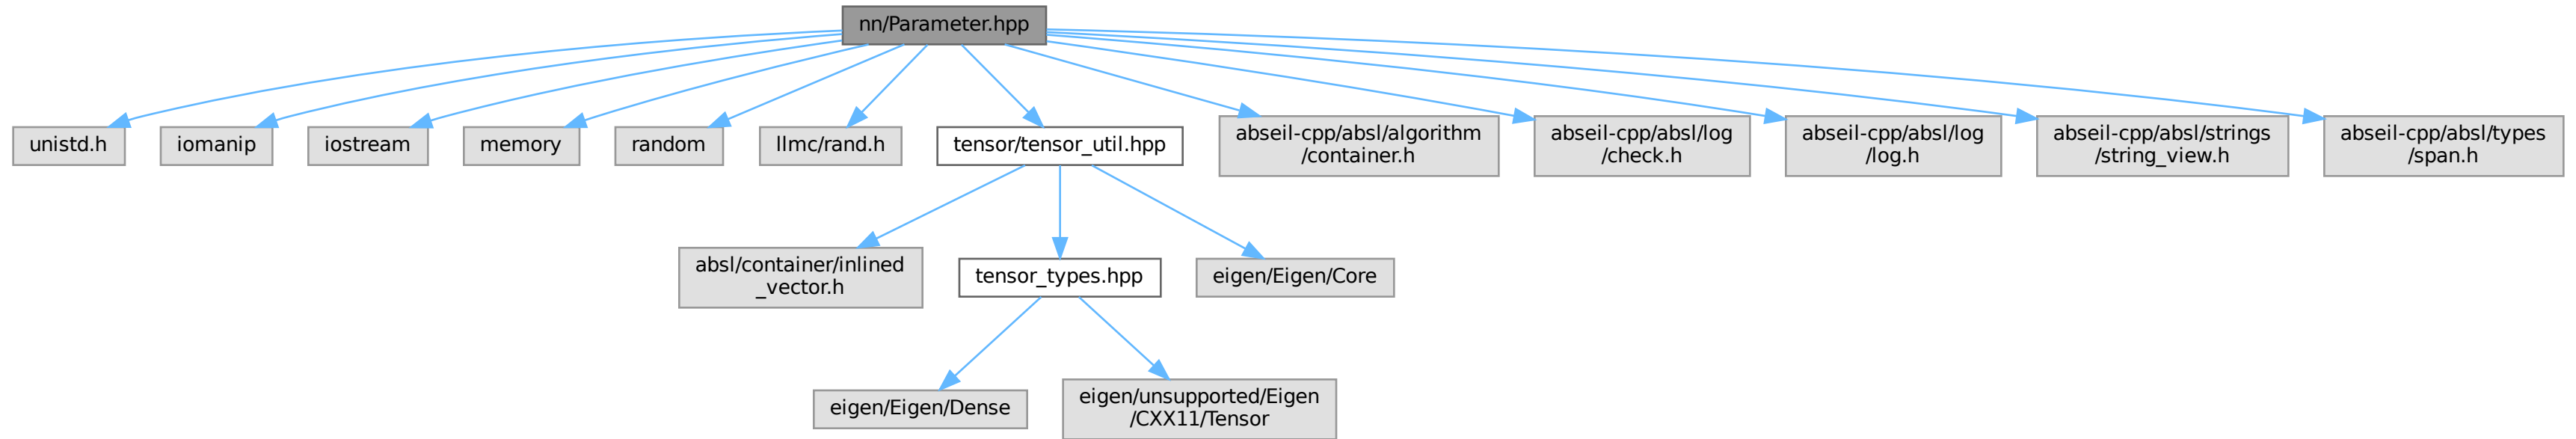 nn/Parameter.hpp
unistd.h
iomanip
iostream
memory
random
llmc/rand.h
tensor/tensor_util.hpp
abseil-cpp/absl/algorithm
/container.h
abseil-cpp/absl/log
/check.h
abseil-cpp/absl/log
/log.h
abseil-cpp/absl/strings
/string_view.h
abseil-cpp/absl/types
/span.h
absl/container/inlined
_vector.h
tensor_types.hpp
eigen/Eigen/Core
eigen/Eigen/Dense
eigen/unsupported/Eigen
/CXX11/Tensor